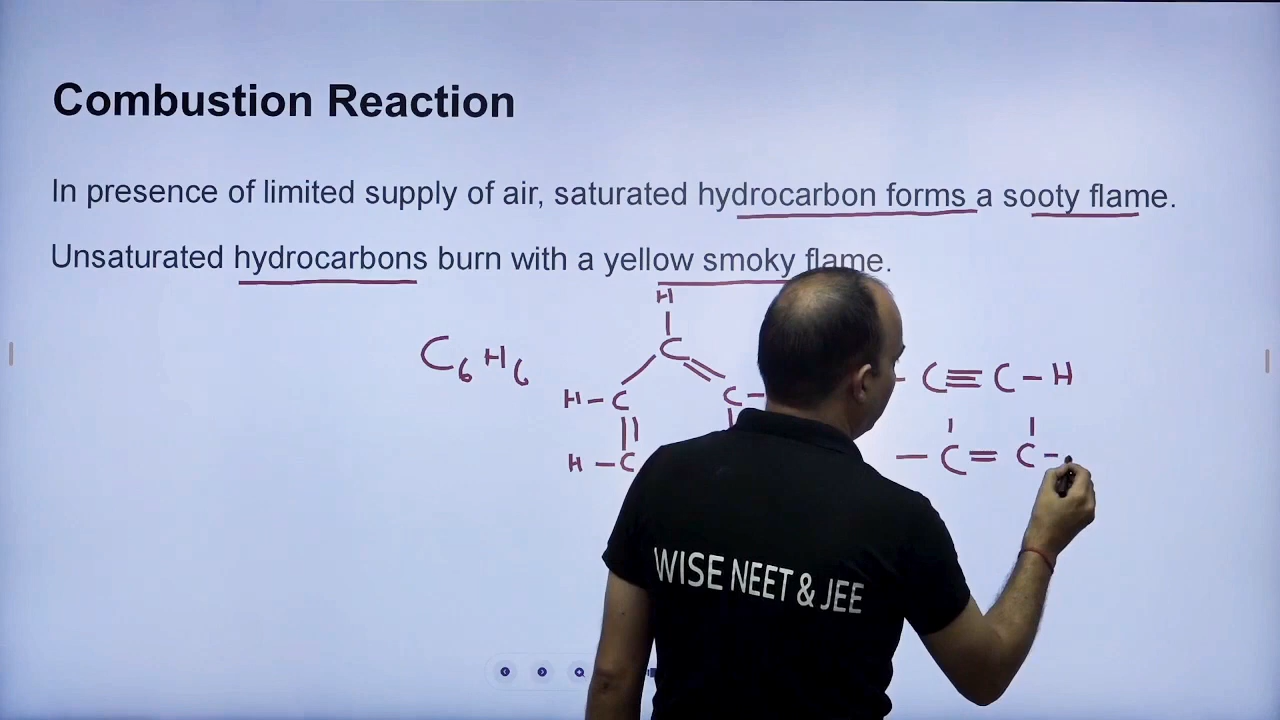 Combustion Reaction
In presence of limited supply of air, saturated hydrocarbon forms a sooty flame.
Unsaturated hydrocarbons burn with a yellow smoky flame.
H
C₆H₆
C
C≡C–H
H–C
C–
H–C
–C=C–
WISE NEET & JEE